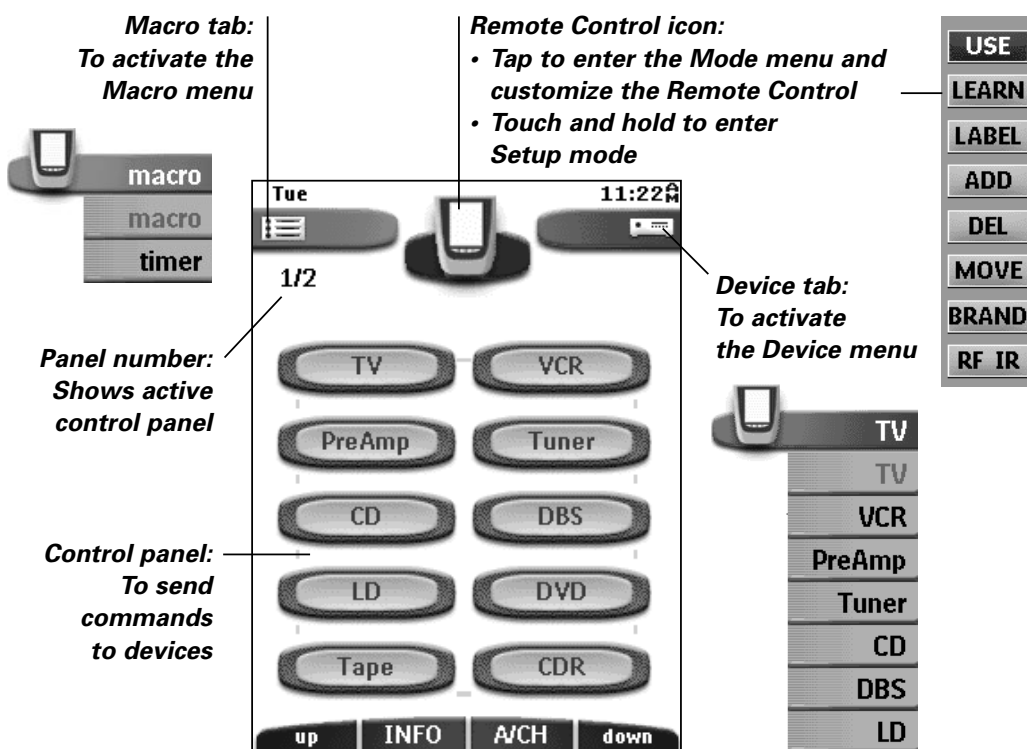 Macro tab:
To activate the
Macro menu
Remote Control icon:
• Tap to enter the Mode menu and
customize the Remote Control
• Touch and hold to enter
Setup mode
USE
LEARN
LABEL
ADD
DEL
MOVE
BRAND
RF IR
macro
macro
timer
Tue
11:22 AM
1/2
Device tab:
To activate
the Device menu
Panel number:
Shows active
control panel
TV
VCR
PreAmp
Tuner
CD
DBS
LD
DVD
Tape
CDR
Control panel:
To send
commands
to devices
up
INFO
A/CH
down
TV
TV
VCR
PreAmp
Tuner
CD
DBS
LD